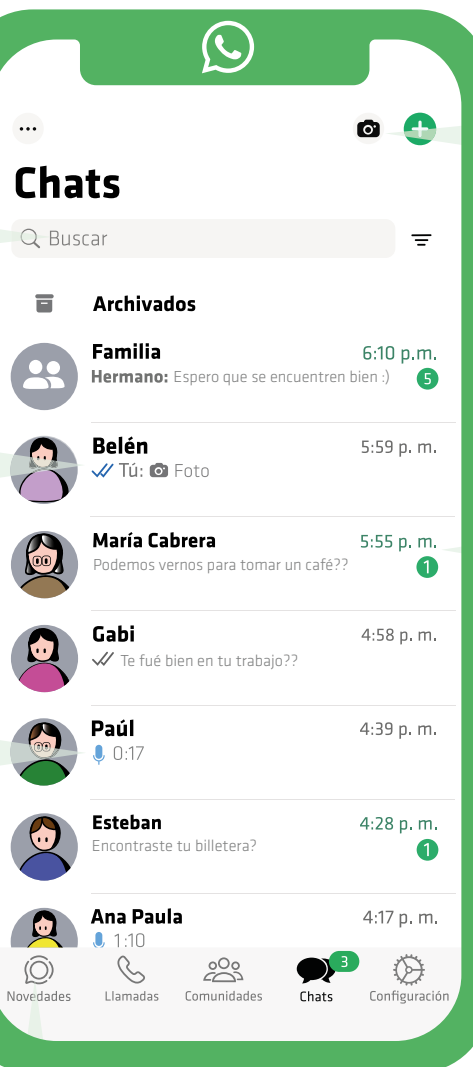 Chats
Buscar
Archivados
Familia
6:10 p.m.
Hermano: Espero que se encuentren bien :)
5
Belén
5:59 p. m.
Tú: Foto
María Cabrera
5:55 p. m.
Podemos vernos para tomar un café??
1
Gabi
4:58 p. m.
Te fué bien en tu trabajo??
Paúl
4:39 p. m.
0:17
Esteban
4:28 p. m.
Encontraste tu billetera?
1
Ana Paula
4:17 p. m.
1:10
3
Novedades
Llamadas
Comunidades
Chats
Configuración